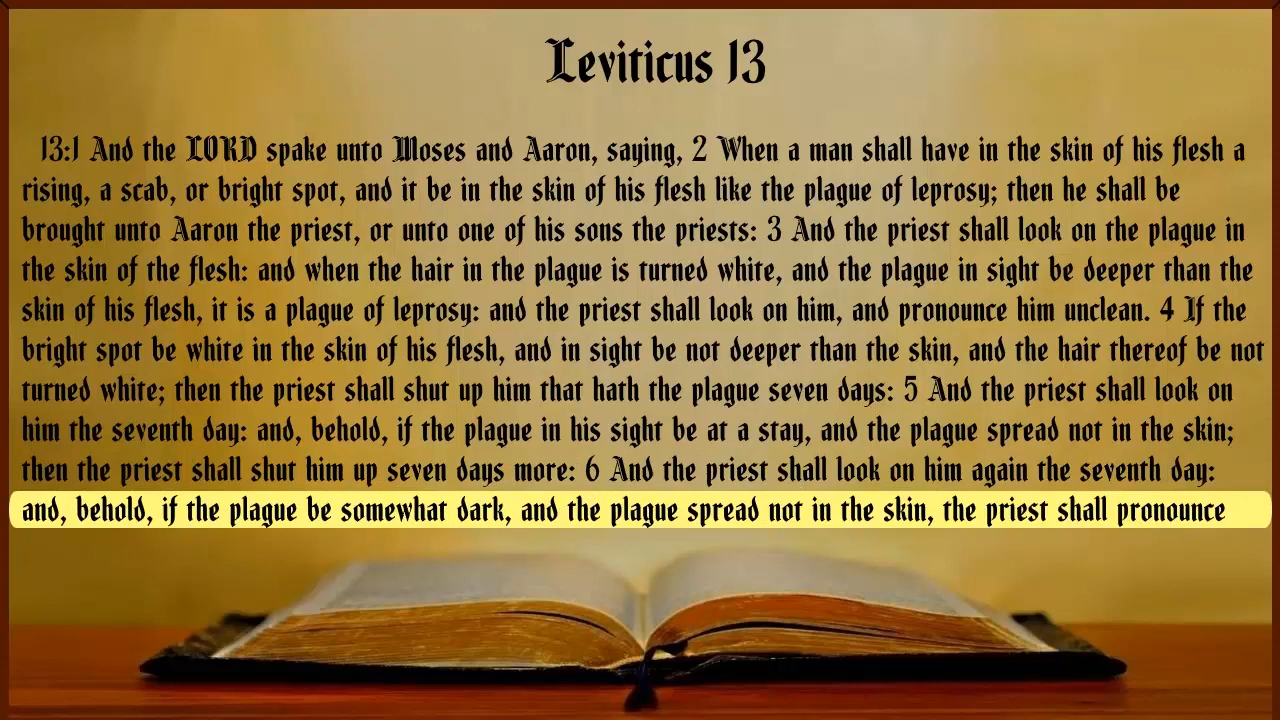 Leviticus 13
13:1 And the LORD spake unto Moses and Aaron, saying, 2 When a man shall have in the skin of his flesh a
rising, a scab, or bright spot, and it be in the skin of his flesh like the plague of leprosy; then he shall be
brought unto Aaron the priest, or unto one of his sons the priests: 3 And the priest shall look on the plague in
the skin of the flesh: and when the hair in the plague is turned white, and the plague in sight be deeper than the
skin of his flesh, it is a plague of leprosy: and the priest shall look on him, and pronounce him unclean. 4 If the
bright spot be white in the skin of his flesh, and in sight be not deeper than the skin, and the hair thereof be not
turned white; then the priest shall shut up him that hath the plague seven days: 5 And the priest shall look on
him the seventh day: and, behold, if the plague in his sight be at a stay, and the plague spread not in the skin;
then the priest shall shut him up seven days more: 6 And the priest shall look on him again the seventh day:
and, behold, if the plague be somewhat dark, and the plague spread not in the skin, the priest shall pronounce